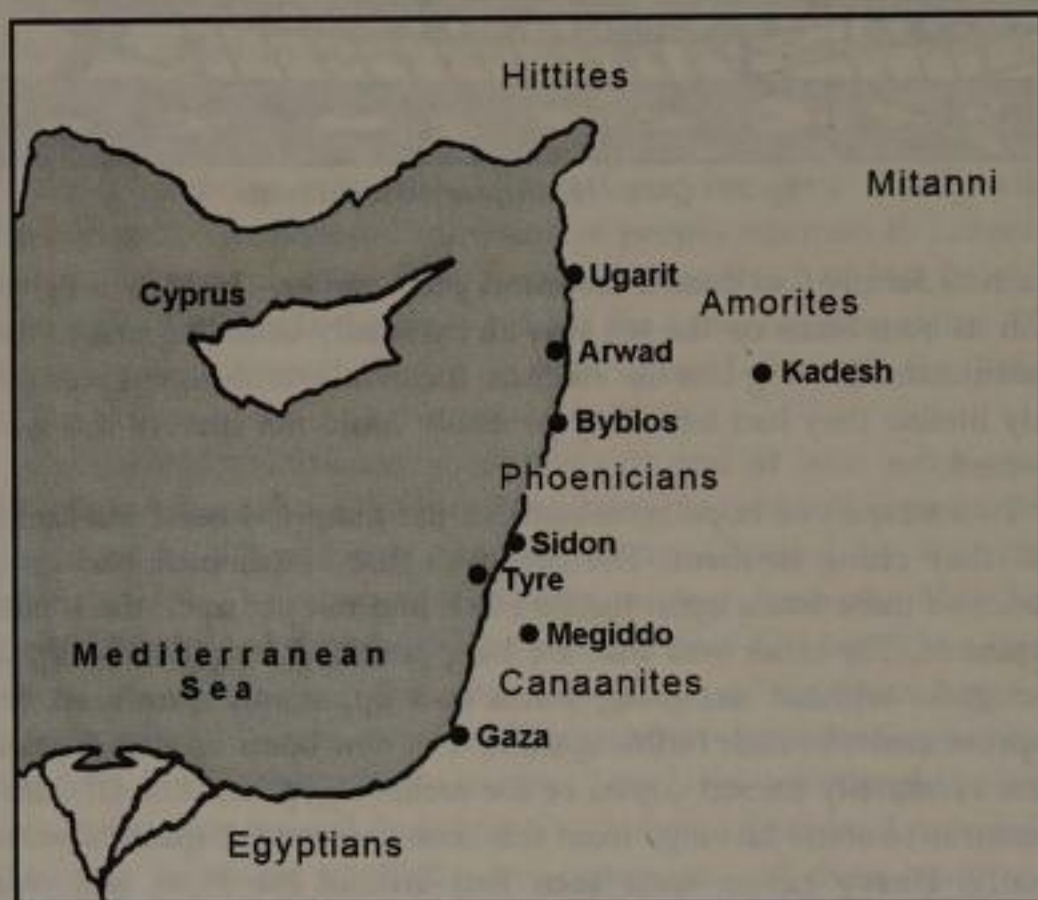 Hittites
Mitanni
Ugarit
Cyprus
Amorites
Arwad
Kadesh
Byblos
Phoenicians
Sidon
Tyre
Megiddo
Mediterranean
Sea
Canaanites
Gaza
Egyptians